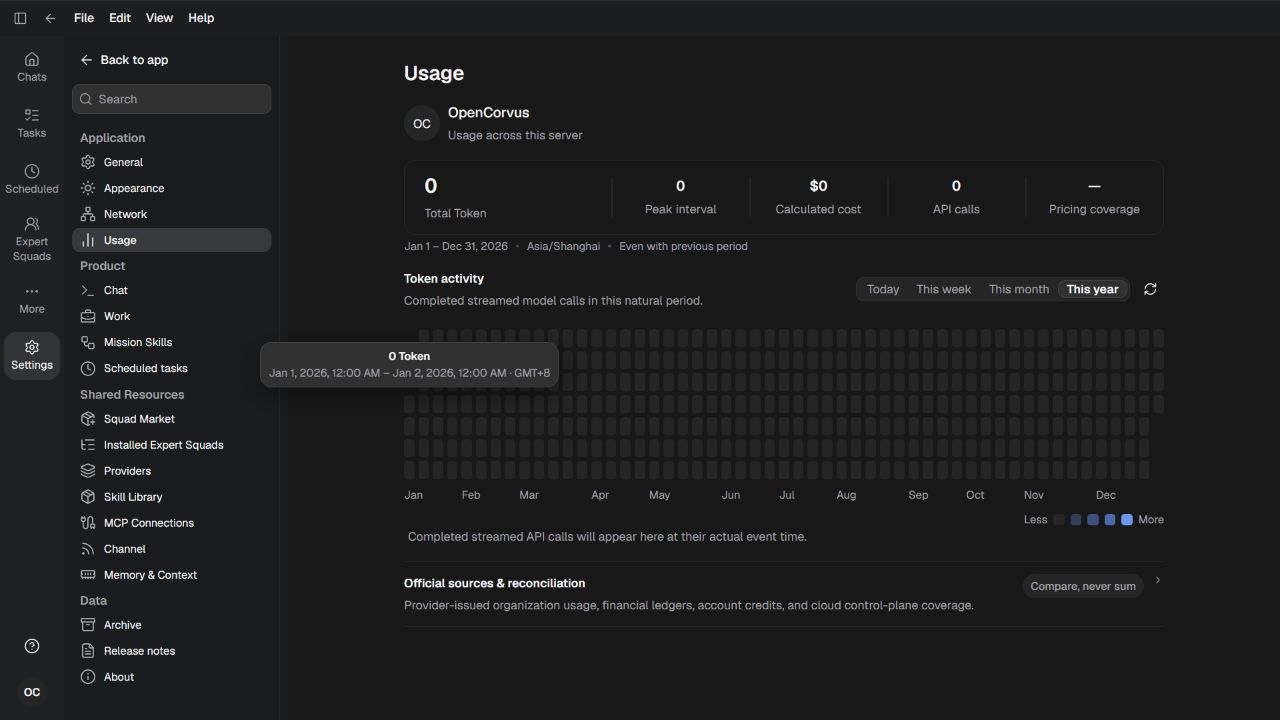 File Edit View Help
Chats
Tasks
Scheduled
Expert
Squads
More
Settings
OC
Back to app
Search
Application
General
Appearance
Network
Usage
Product
Chat
Work
Mission Skills
Scheduled tasks
Shared Resources
Squad Market
Installed Expert Squads
Providers
Skill Library
MCP Connections
Channel
Memory & Context
Data
Archive
Release notes
About
Usage
OC
OpenCorvus
Usage across this server
0
Total Token
0
Peak interval
$0
Calculated cost
0
API calls
—
Pricing coverage
Jan 1 – Dec 31, 2026 • Asia/Shanghai • Even with previous period
Token activity
Completed streamed model calls in this natural period.
Today This week This month This year
0 Token
Jan 1, 2026, 12:00 AM – Jan 2, 2026, 12:00 AM · GMT+8
Jan Feb Mar Apr May Jun Jul Aug Sep Oct Nov Dec
Less More
Completed streamed API calls will appear here at their actual event time.
Official sources & reconciliation
Provider-issued organization usage, financial ledgers, account credits, and cloud control-plane coverage.
Compare, never sum